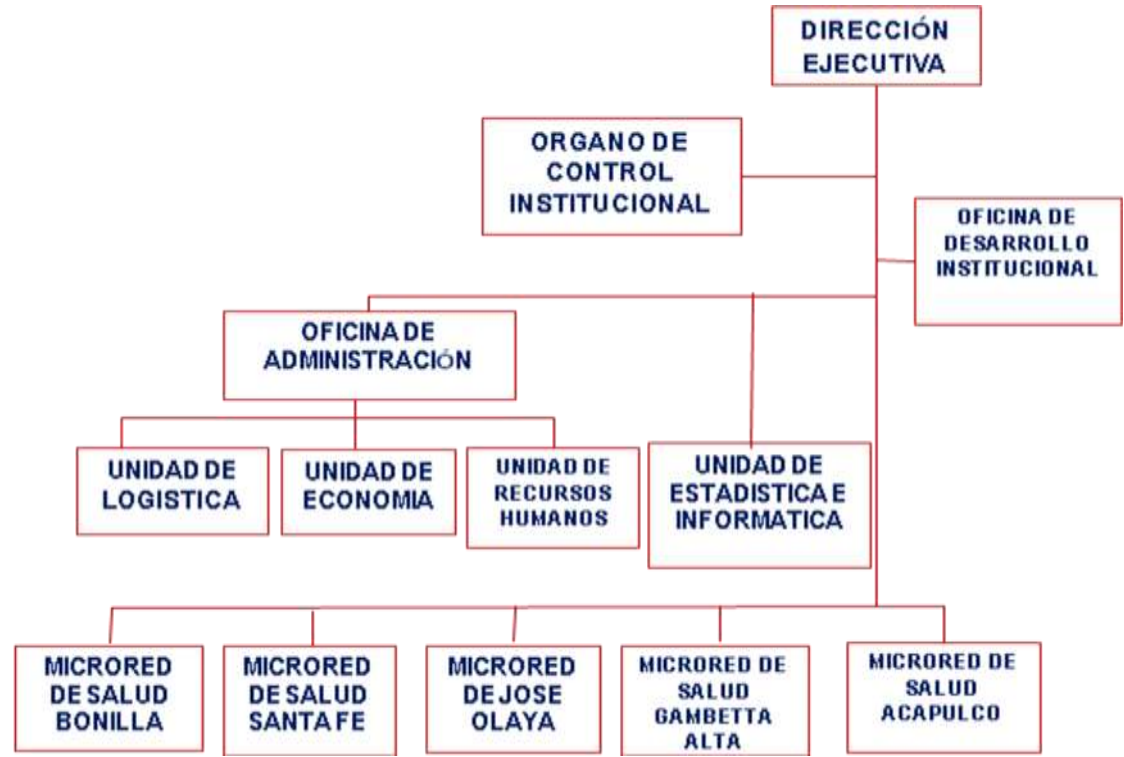 DIRECCIÓN
EJECUTIVA
ORGANO DE
CONTROL
INSTITUCIONAL
OFICINA DE
DESARROLLO
INSTITUCIONAL
OFICINA DE
ADMINISTRACIÓN
UNIDAD DE
LOGISTICA
UNIDAD DE
ECONOMIA
UNIDAD DE
RECURSOS
HUMANOS
UNIDAD DE
ESTADISTICA E
INFORMATICA
MICRORED
DE SALUD
BONILLA
MICRORED
DE SALUD
SANTA FE
MICRORED
DE JOSE
OLAYA
MICRORED DE
SALUD
GAMBETTA
ALTA
MICRORED DE
SALUD
ACAPULCO